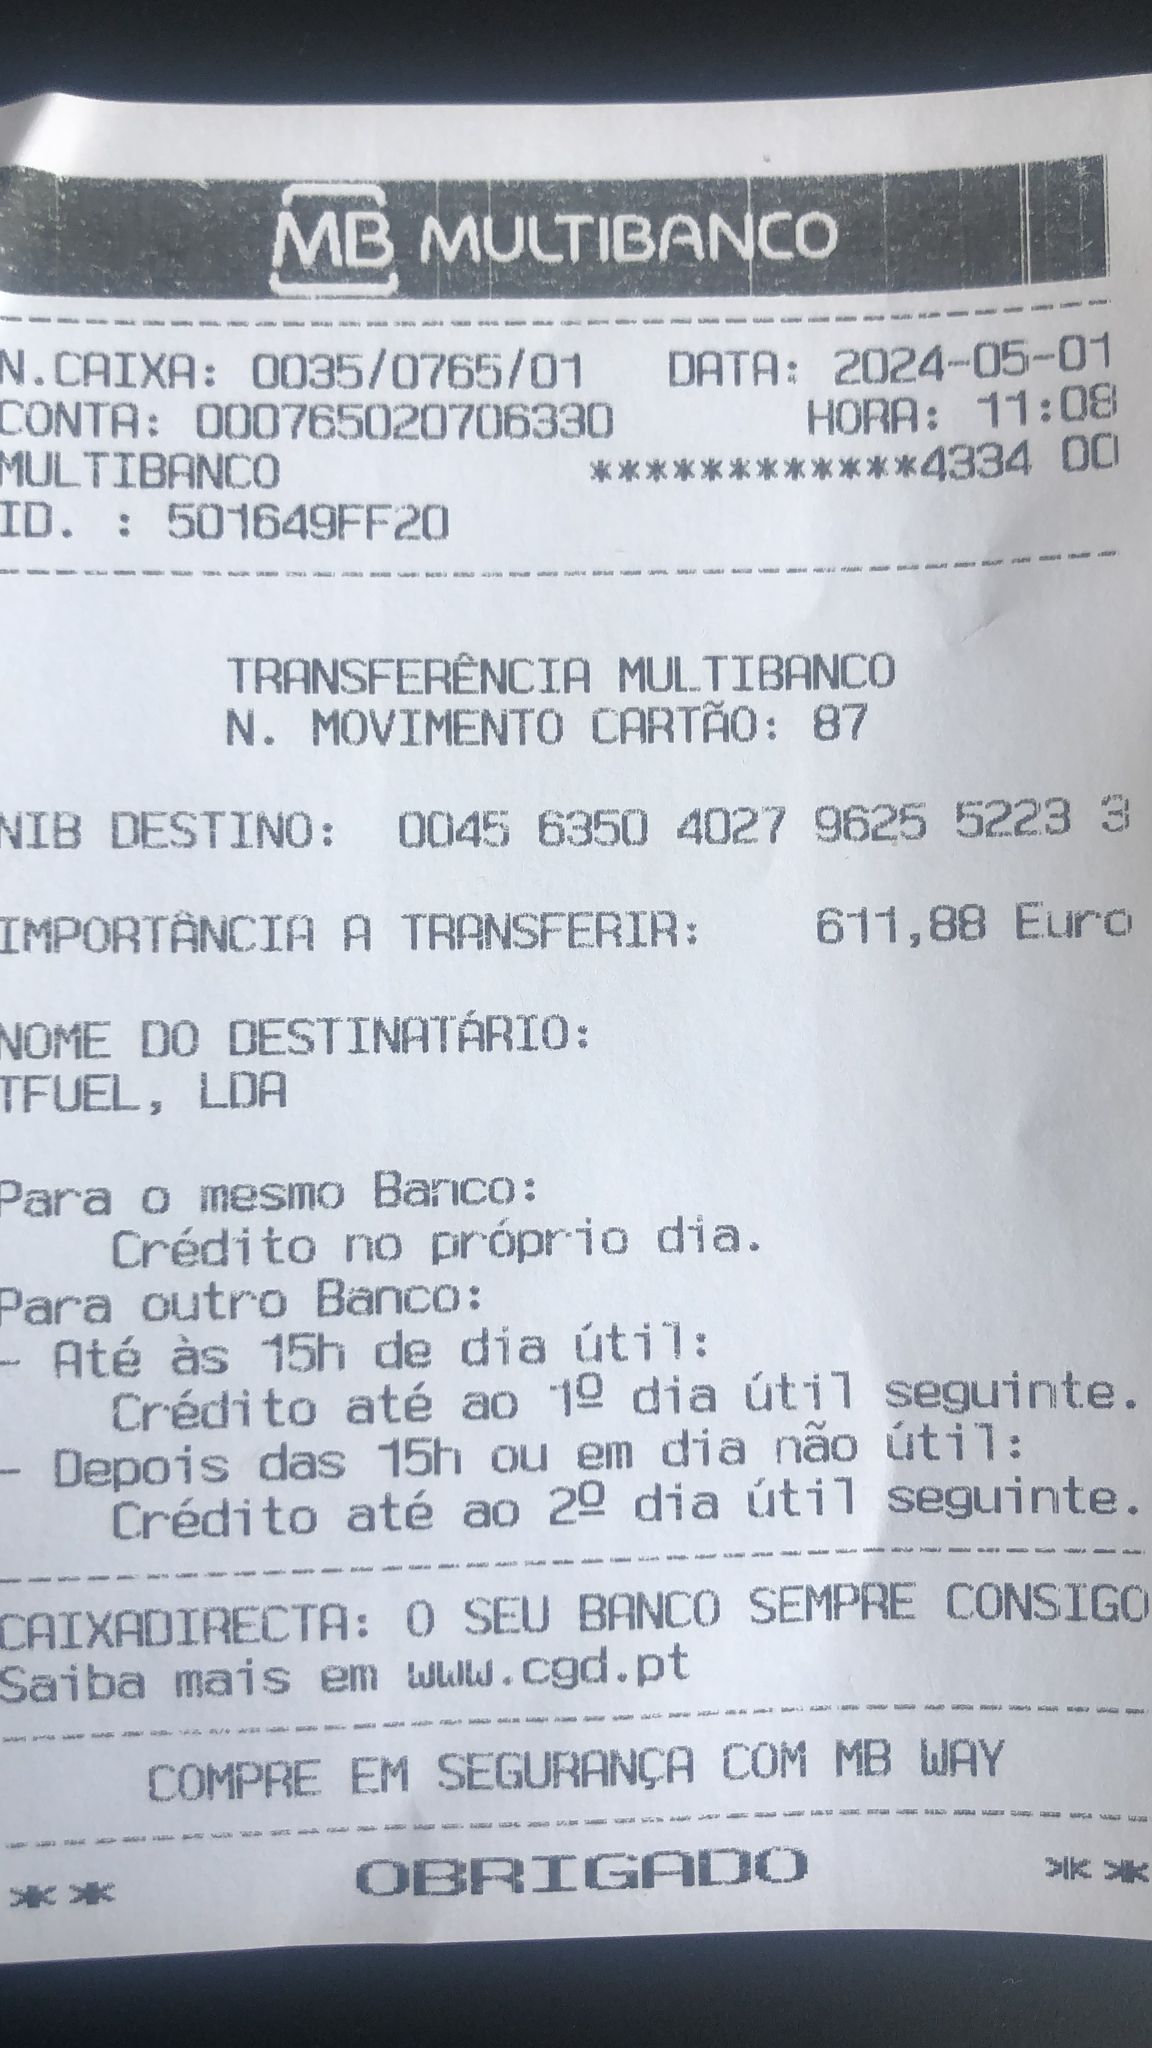 MB MULTIBANCO
N.CAIXA: 0035/0765/01 DATA: 2024-05-01
CONTA: 000765020706330 HORA: 11:08
MULTIBANCO ************4334 00
ID. : 501649FF20
TRANSFERÊNCIA MULTIBANCO
N. MOVIMENTO CARTÃO: 87
NIB DESTINO: 0045 6350 4027 9625 5223 3
IMPORTÂNCIA A TRANSFERIR: 611,88 Euro
NOME DO DESTINATÁRIO:
TFUEL, LDA
Para o mesmo Banco:
Crédito no próprio dia.
Para outro Banco:
- Até às 15h de dia útil:
Crédito até ao 1º dia útil seguinte.
- Depois das 15h ou em dia não útil:
Crédito até ao 2º dia útil seguinte.
CAIXADIRECTA: O SEU BANCO SEMPRE CONSIGO
Saiba mais em www.cgd.pt
COMPRE EM SEGURANÇA COM MB WAY
** OBRIGADO **